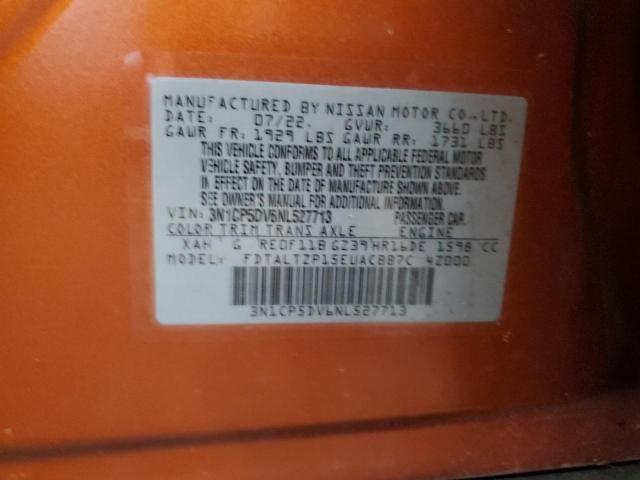 MANUFACTURED BY NISSAN MOTOR CO.,LTD.
DATE: 07/22. GVWR: 3660 LBS
GAWR FR: 1929 LBS GAWR RR: 1731 LBS
THIS VEHICLE CONFORMS TO ALL APPLICABLE FEDERAL MOTOR
VEHICLE SAFETY, BUMPER AND THEFT PREVENTION STANDARDS
IN EFFECT ON THE DATE OF MANUFACTURE SHOWN ABOVE.
SEE OWNER'S MANUAL FOR ADDITIONAL INFORMATION.
VIN: 3N1CP5DV6NL527713 PASSENGER CAR.
COLOR TRIM TRANS AXLE ENGINE
XAH G RE0F11B GZ39 HR16DE 1598 CC
MODEL: FDTALTZP15EUACBB7C 4Z000
3N1CP5DV6NL527713